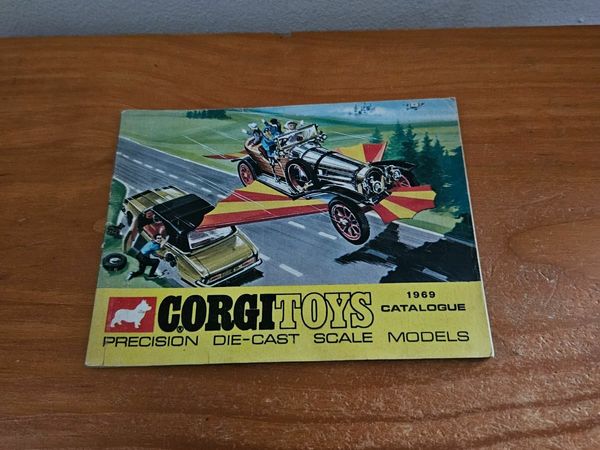 CORGI TOYS
1969
CATALOGUE
PRECISION DIE-CAST SCALE MODELS